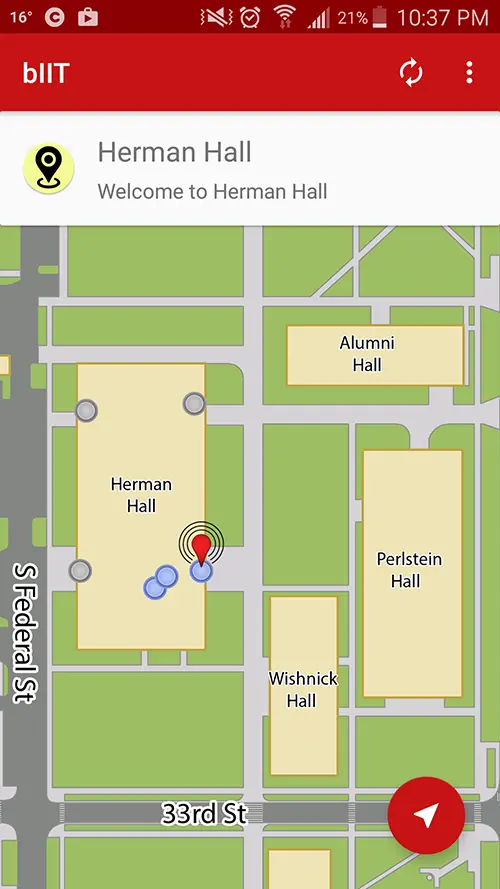 16° 21% 10:37 PM
bIIT
Herman Hall
Welcome to Herman Hall
Alumni
Hall
Herman
Hall
Perlstein
Hall
S Federal St
Wishnick
Hall
33rd St